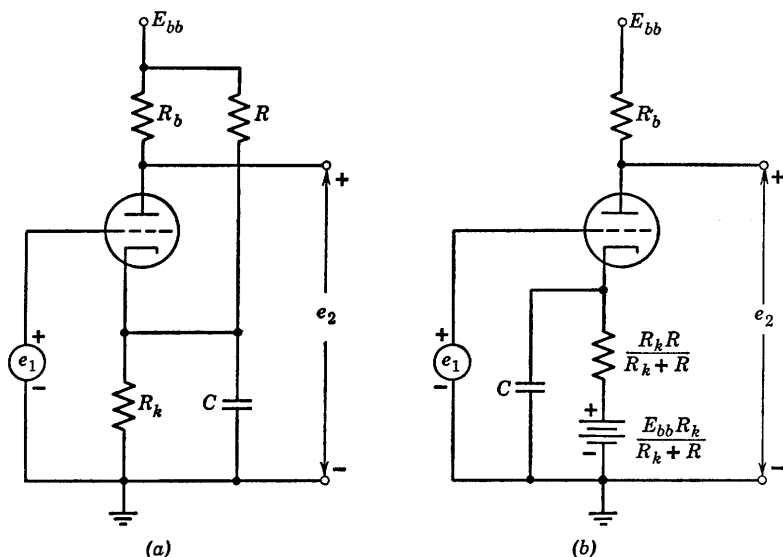 E_bb
R_b
R
+
e_2
+
e_1
-
R_k
C
-
(a)
E_bb
R_b
+
e_2
+
e_1
-
C
R_k R
R_k + R
+
E_bb R_k
R_k + R
-
-
(b)